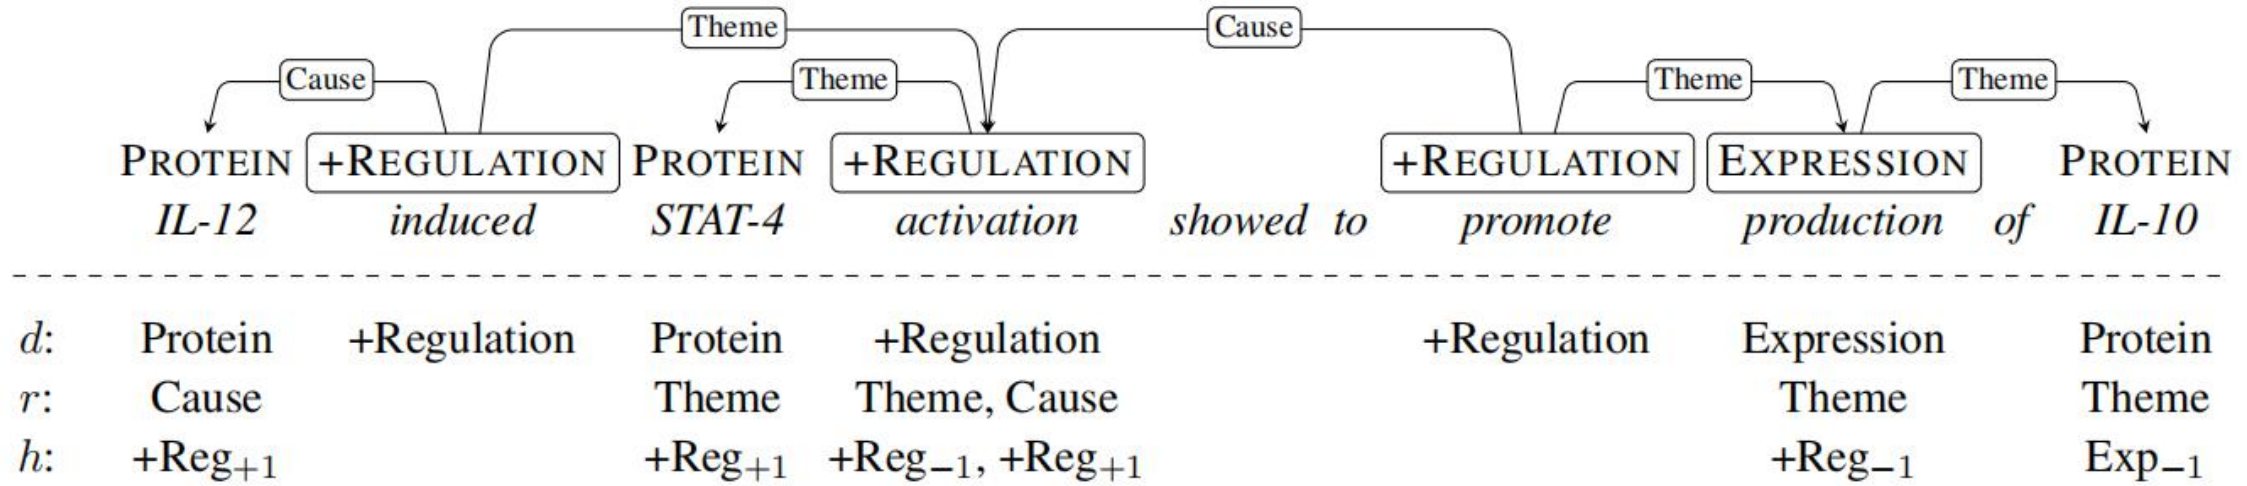 Theme Cause
Cause Theme Theme Theme
PROTEIN +REGULATION PROTEIN +REGULATION +REGULATION EXPRESSION PROTEIN
IL-12 induced STAT-4 activation showed to promote production of IL-10
d: Protein +Regulation Protein +Regulation +Regulation Expression Protein
r: Cause Theme Theme, Cause Theme Theme
h: +Reg+1 +Reg+1 +Reg−1, +Reg+1 +Reg−1 Exp−1